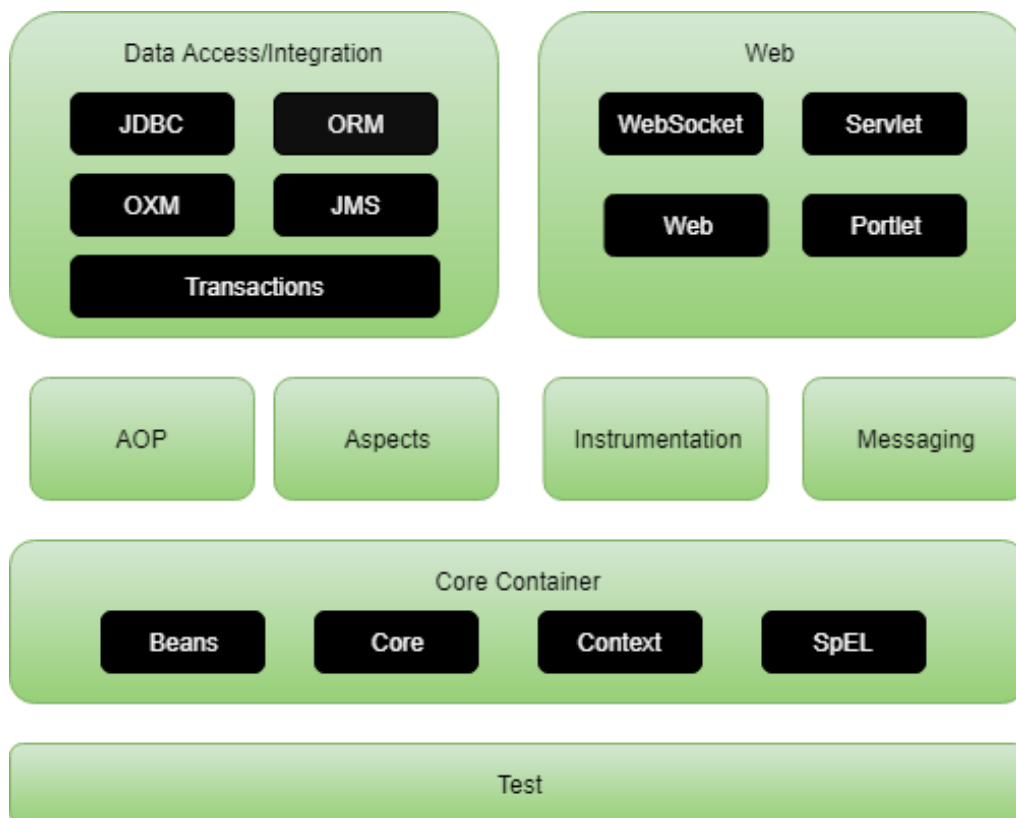 Data Access/Integration
JDBC
ORM
OXM
JMS
Transactions
Web
WebSocket
Servlet
Web
Portlet
AOP
Aspects
Instrumentation
Messaging
Core Container
Beans
Core
Context
SpEL
Test